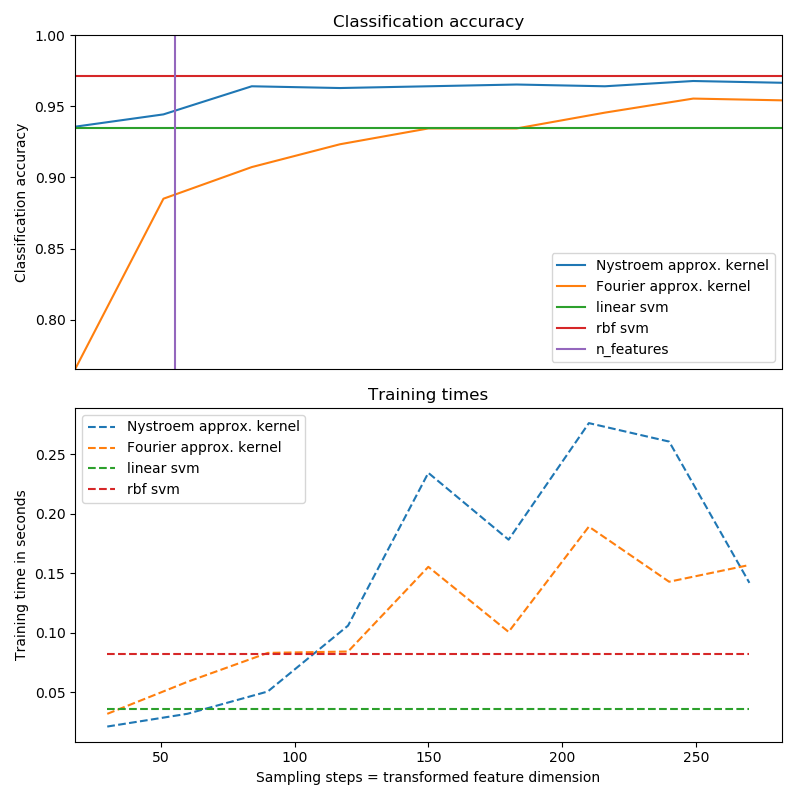 Classification accuracy
1.00
0.95
0.90
0.85
0.80
Classification accuracy
Nystroem approx. kernel
Fourier approx. kernel
linear svm
rbf svm
n_features
Training times
0.25
0.20
0.15
0.10
0.05
Training time in seconds
Nystroem approx. kernel
Fourier approx. kernel
linear svm
rbf svm
50 100 150 200 250
Sampling steps = transformed feature dimension